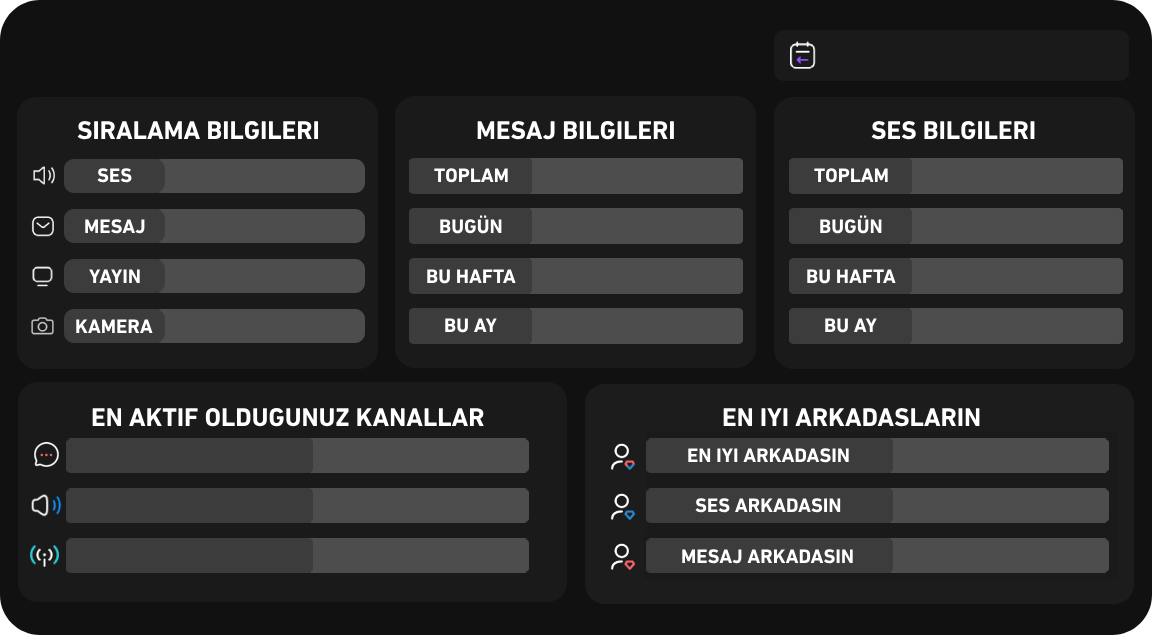 SIRALAMA BILGILERI
SES
MESAJ
YAYIN
KAMERA
MESAJ BILGILERI
TOPLAM
BUGÜN
BU HAFTA
BU AY
SES BILGILERI
TOPLAM
BUGÜN
BU HAFTA
BU AY
EN AKTIF OLDUGUNUZ KANALLAR
EN IYI ARKADASLARIN
EN IYI ARKADASIN
SES ARKADASIN
MESAJ ARKADASIN